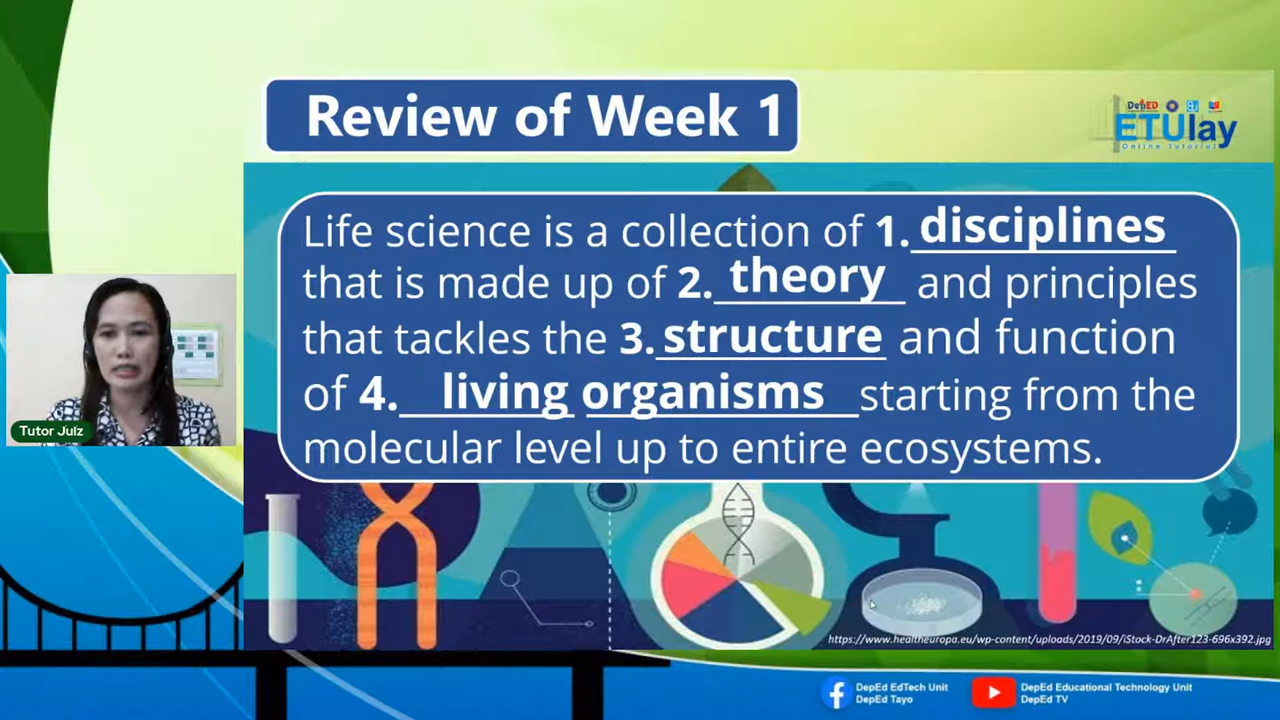 Review of Week 1
DepED
ETUlay
Online Tutorial
Life science is a collection of 1. disciplines
that is made up of 2. theory and principles
that tackles the 3. structure and function
of 4. living organisms starting from the
molecular level up to entire ecosystems.
Tutor Julz
https://www.healtheuropa.eu/wp-content/uploads/2019/09/iStock-DrAfter123-696x392.jpg
DepEd EdTech Unit
DepEd Tayo
DepEd Educational Technology Unit
DepEd TV